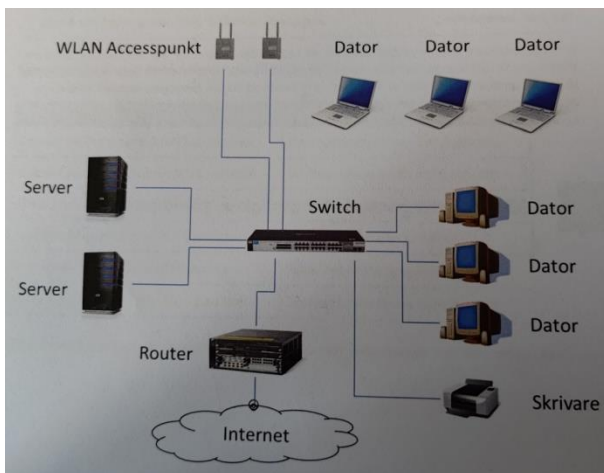 WLAN Accesspunkt
Dator
Dator
Dator
Server
Switch
Dator
Server
Dator
Dator
Router
Skrivare
Internet